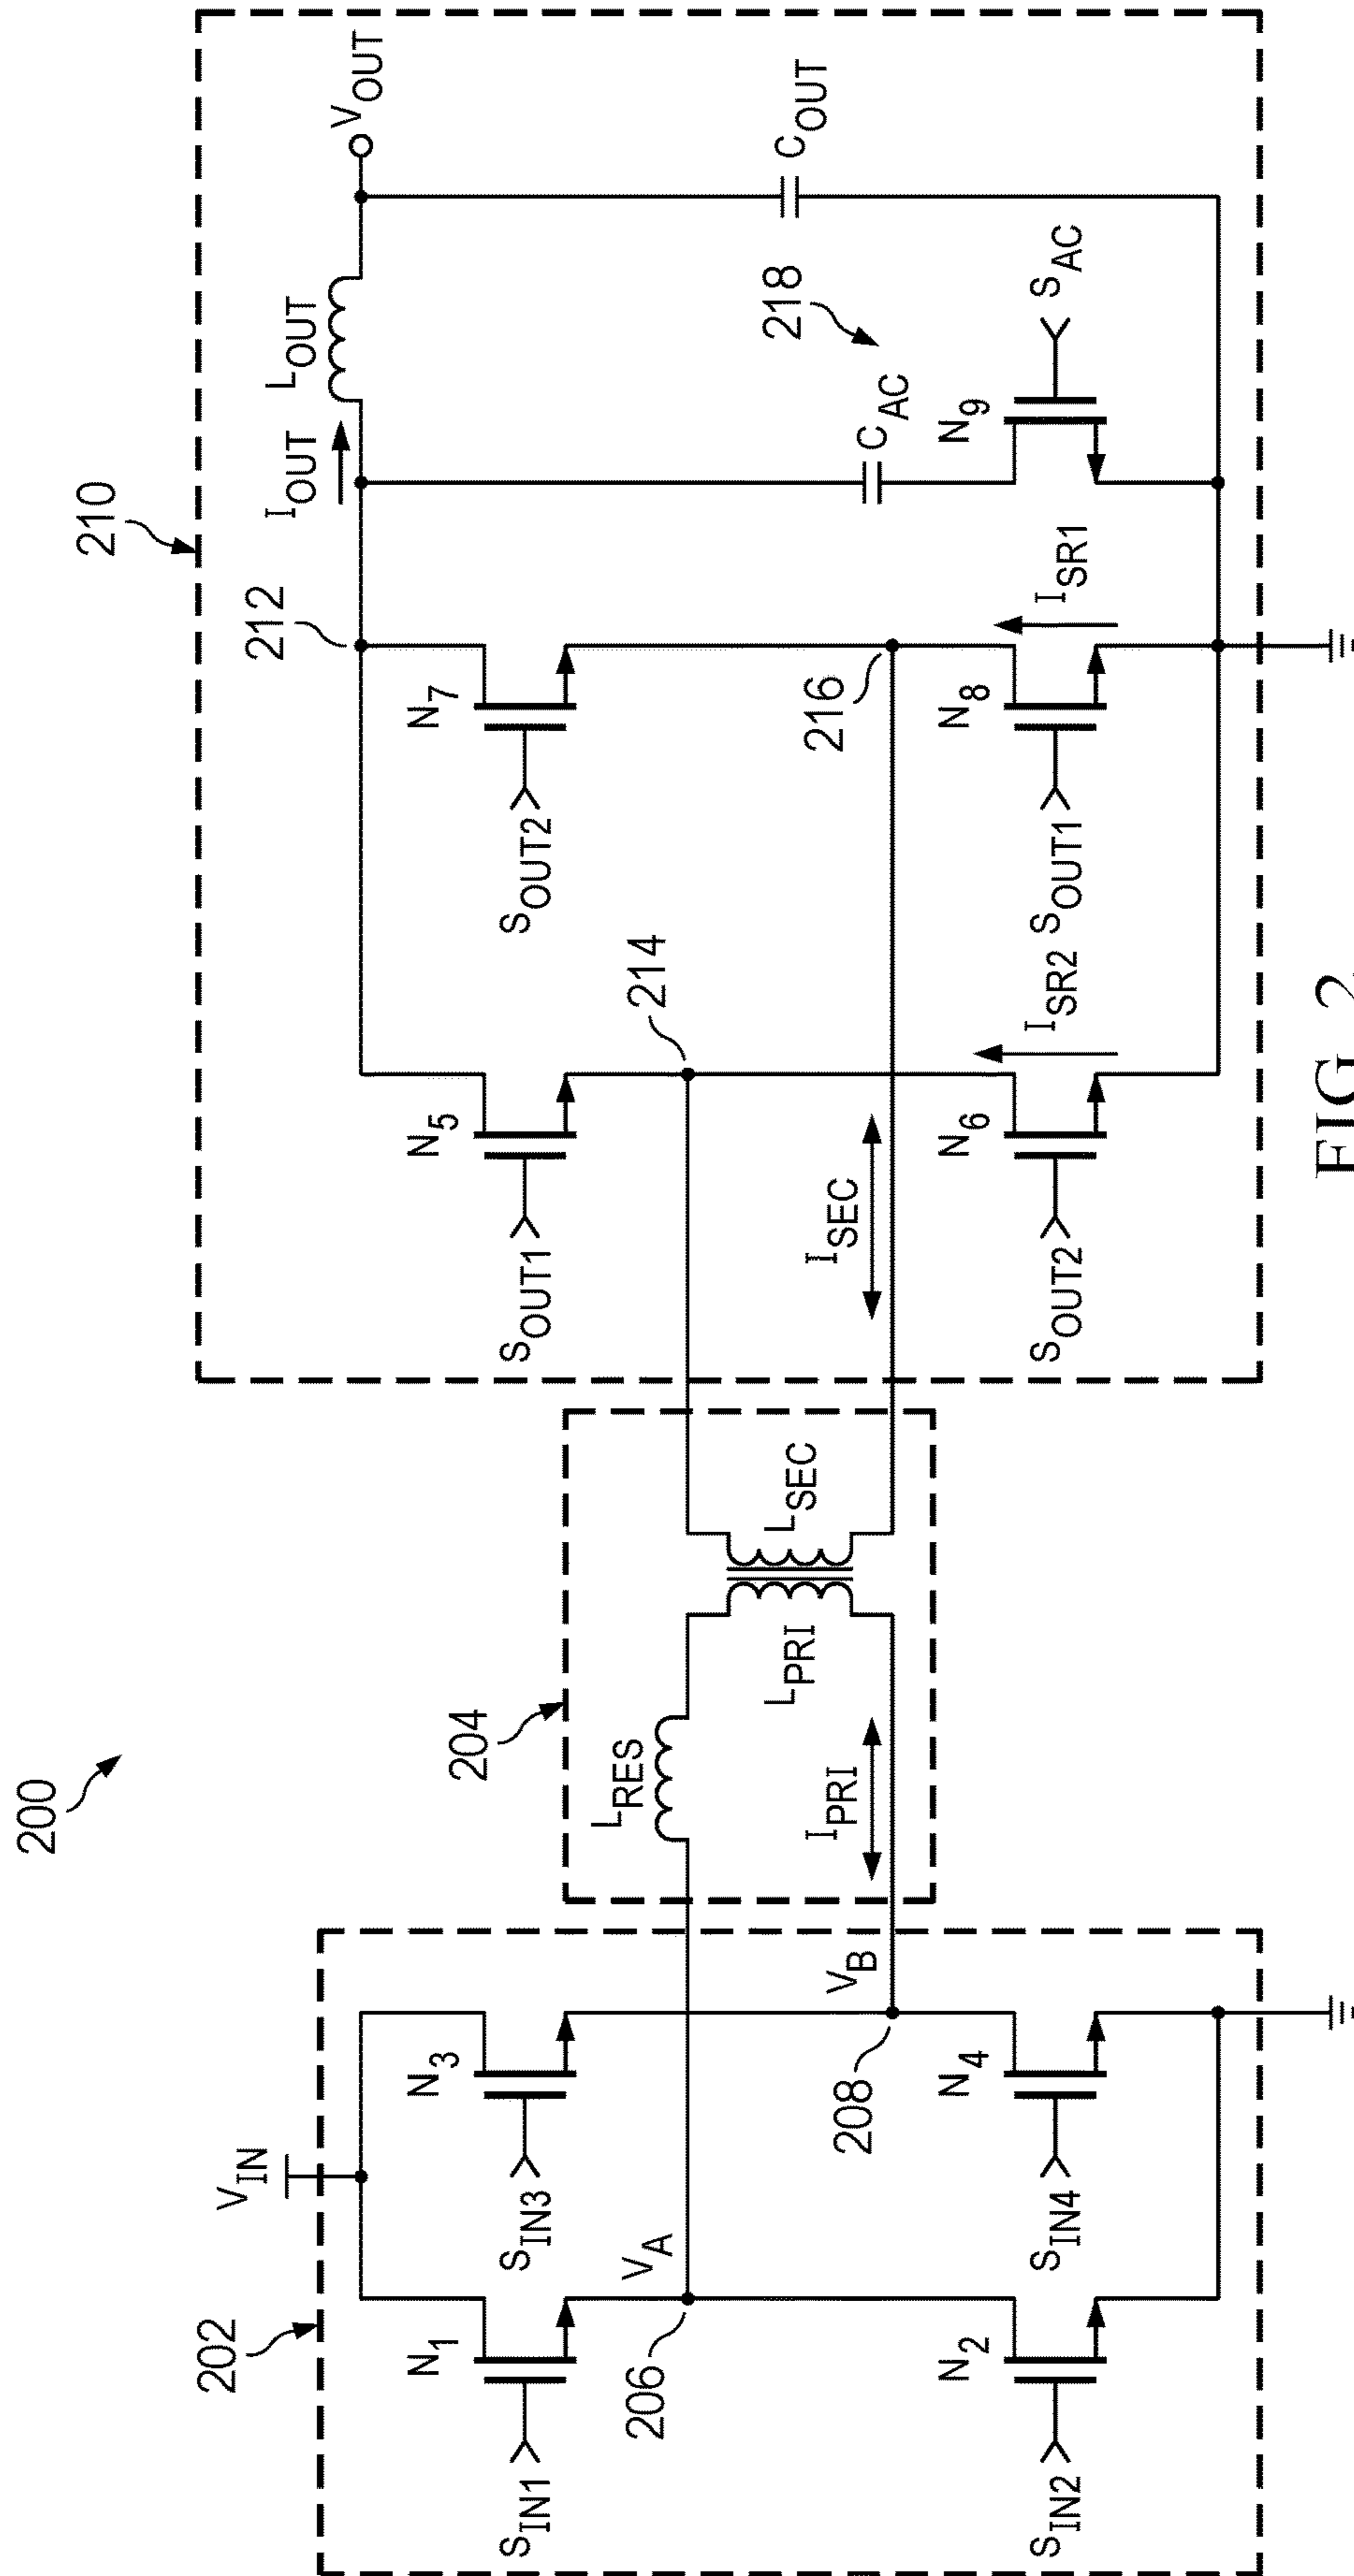 200
202
V_IN
N_1
S_IN1
N_3
S_IN3
V_A
206
V_B
208
N_2
S_IN2
N_4
S_IN4
204
L_RES
L_PRI
L_SEC
I_PRI
210
212
I_OUT
L_OUT
V_OUT
N_5
S_OUT1
N_7
S_OUT2
214
216
I_SEC
N_6
S_OUT2
I_SR2
N_8
S_OUT1
I_SR1
C_AC
218
N_9
S_AC
C_OUT
FIG. 2